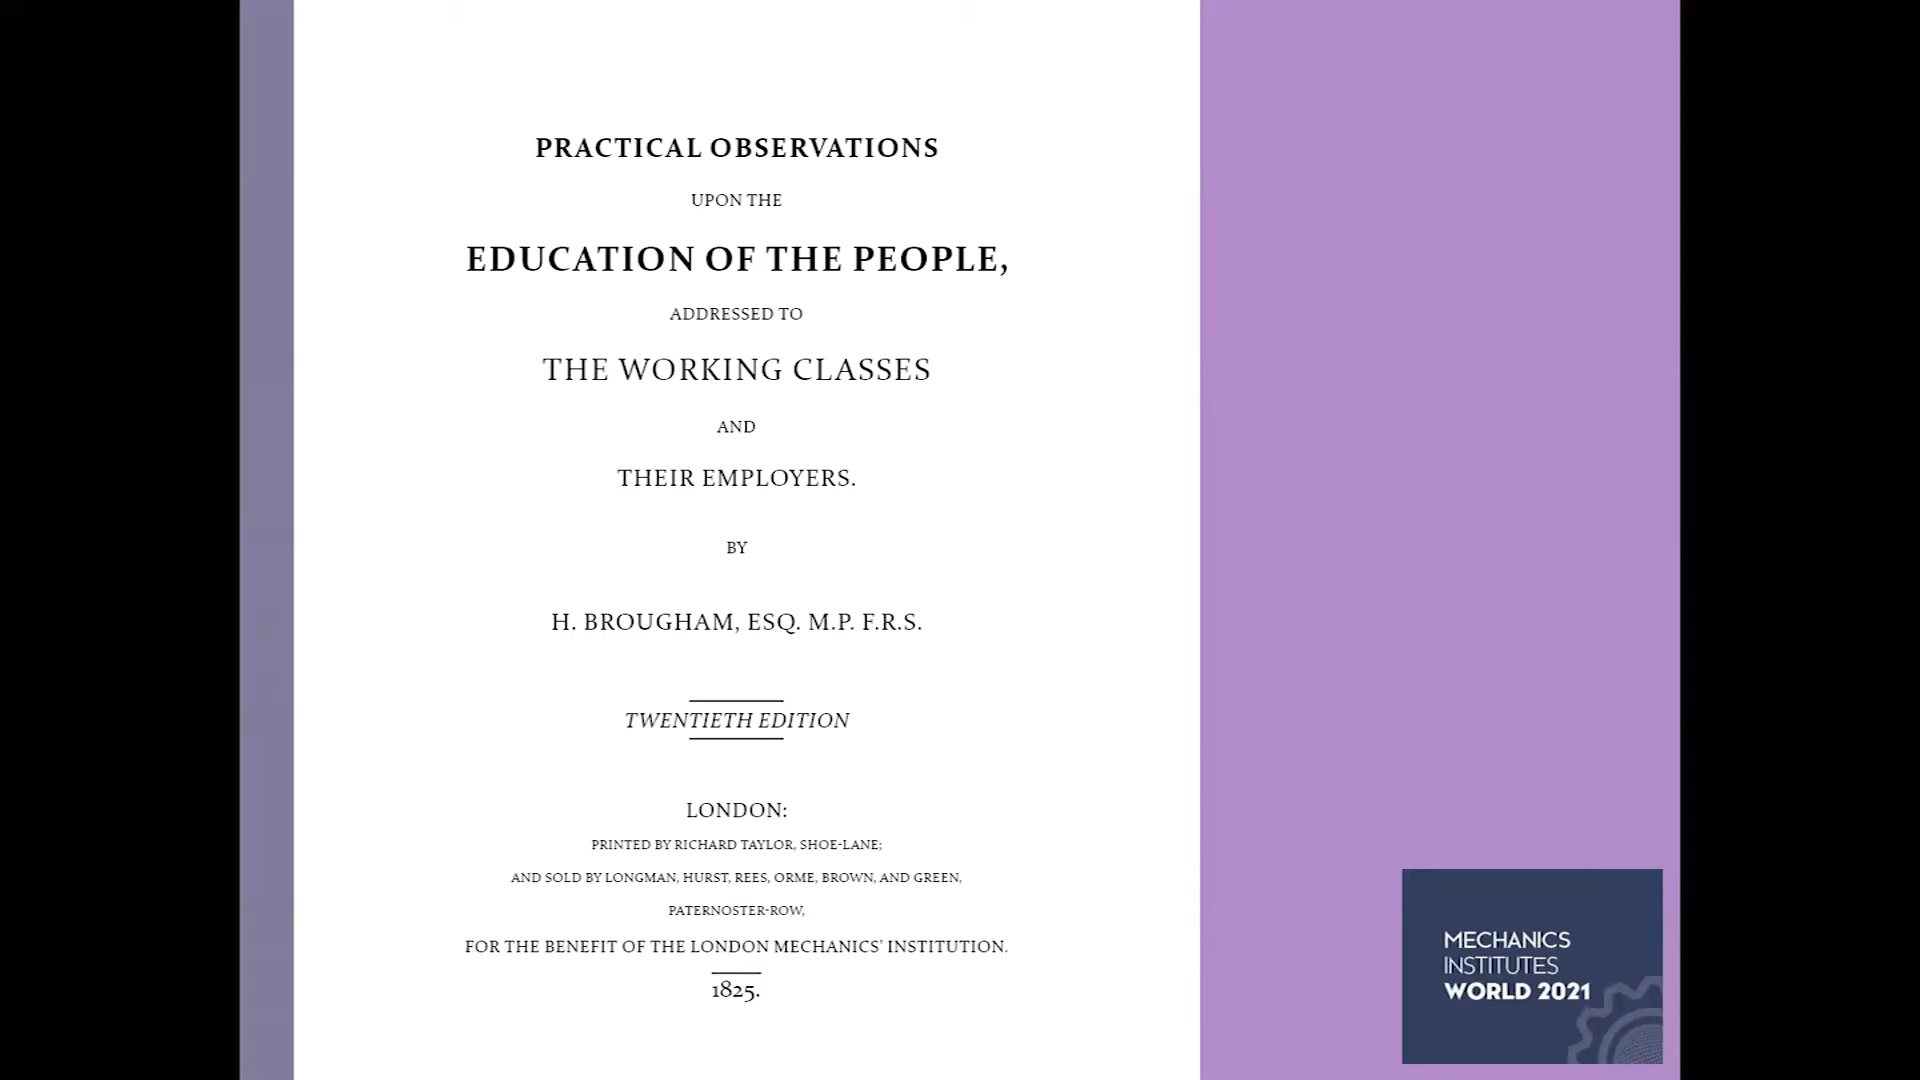 PRACTICAL OBSERVATIONS
UPON THE
EDUCATION OF THE PEOPLE,
ADDRESSED TO
THE WORKING CLASSES
AND
THEIR EMPLOYERS.
BY
H. BROUGHAM, ESQ. M.P. F.R.S.
TWENTIETH EDITION
LONDON:
PRINTED BY RICHARD TAYLOR, SHOE-LANE;
AND SOLD BY LONGMAN, HURST, REES, ORME, BROWN, AND GREEN,
PATERNOSTER-ROW,
FOR THE BENEFIT OF THE LONDON MECHANICS' INSTITUTION.
1825.
MECHANICS
INSTITUTES
WORLD 2021